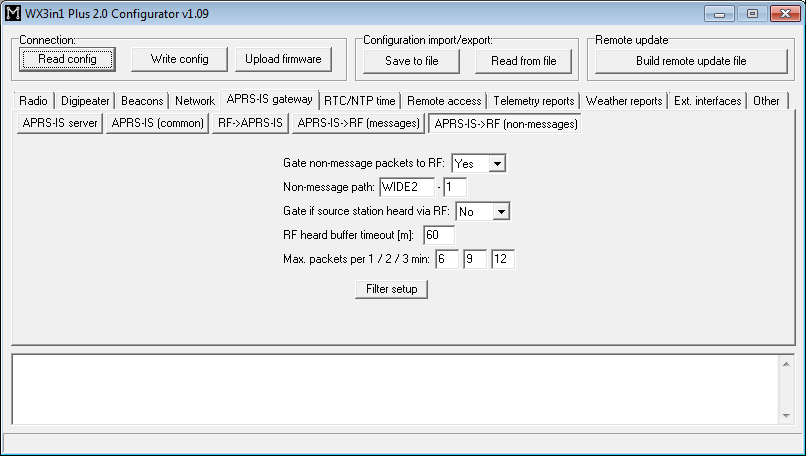 WX3in1 Plus 2.0 Configurator v1.09
Connection:
Read config
Write config
Upload firmware
Configuration import/export:
Save to file
Read from file
Remote update
Build remote update file
Radio
Digipeater
Beacons
Network
APRS-IS gateway
RTC/NTP time
Remote access
Telemetry reports
Weather reports
Ext. interfaces
Other
APRS-IS server
APRS-IS (common)
RF->APRS-IS
APRS-IS->RF (messages)
APRS-IS->RF (non-messages)
Gate non-message packets to RF: Yes
Non-message path: WIDE2 - 1
Gate if source station heard via RF: No
RF heard buffer timeout [m]: 60
Max. packets per 1 / 2 / 3 min: 6 9 12
Filter setup